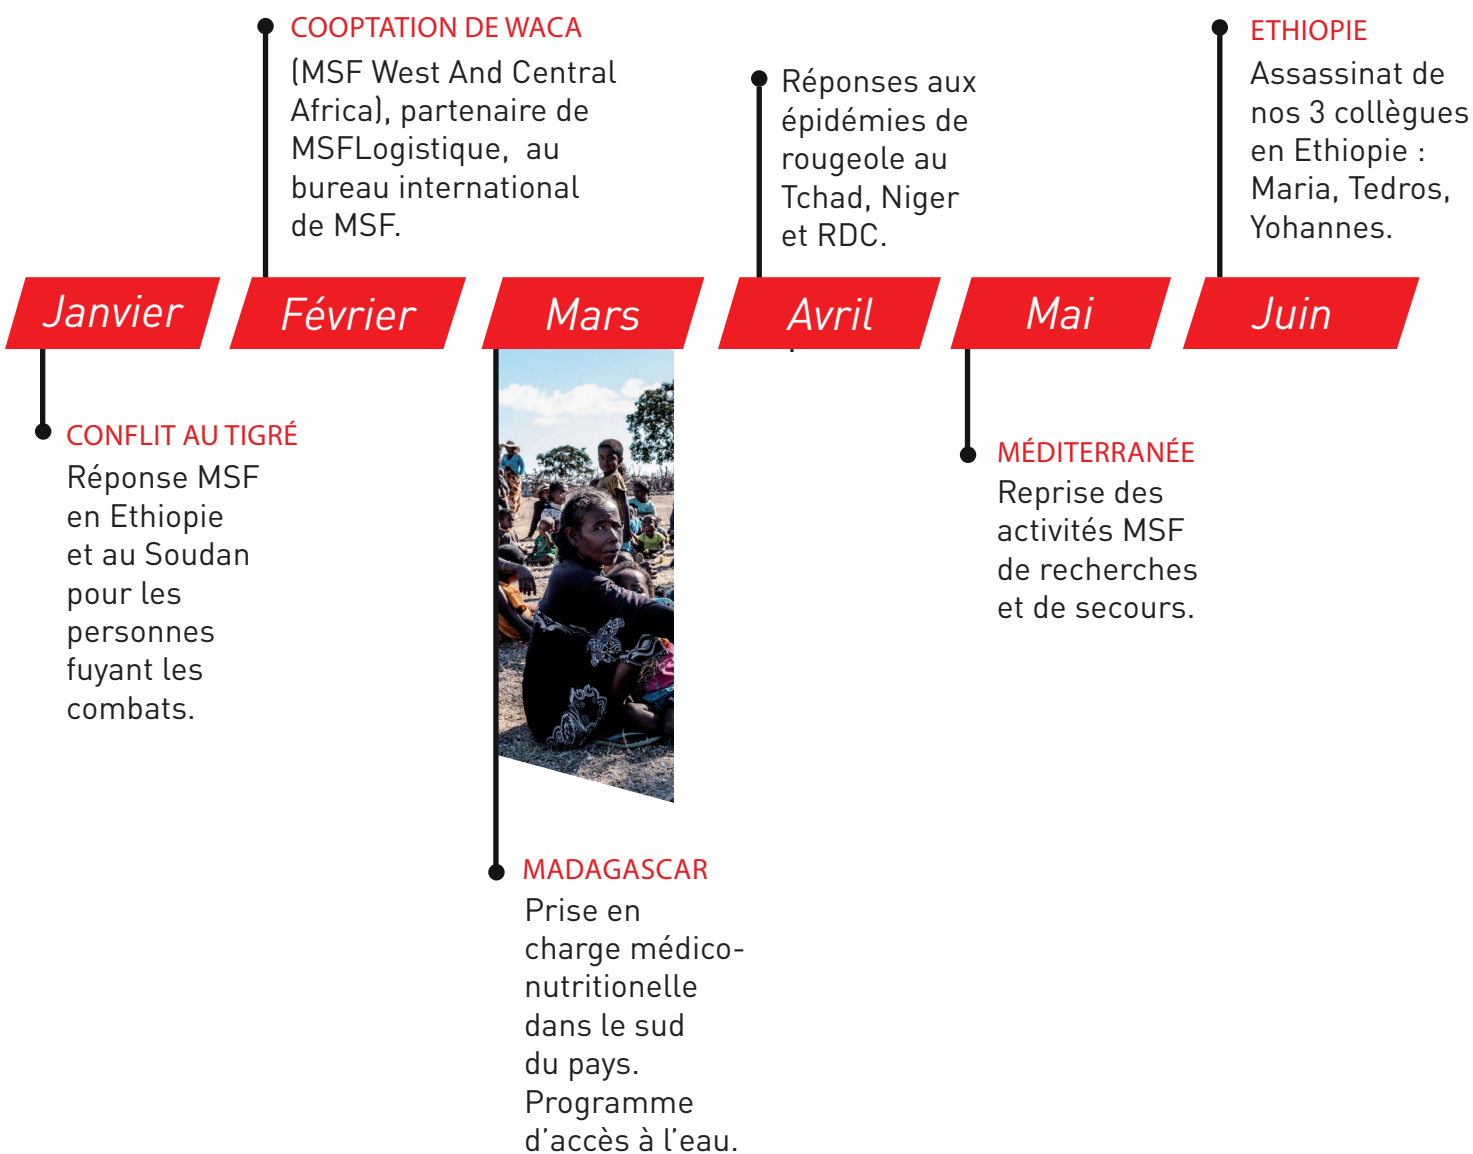 COOPTATION DE WACA
(MSF West And Central
Africa), partenaire de
MSFLogistique, au
bureau international
de MSF.
Réponses aux
épidémies de
rougeole au
Tchad, Niger
et RDC.
ETHIOPIE
Assassinat de
nos 3 collègues
en Ethiopie :
Maria, Tedros,
Yohannes.
Janvier
Février
Mars
Avril
Mai
Juin
CONFLIT AU TIGRÉ
Réponse MSF
en Ethiopie
et au Soudan
pour les
personnes
fuyant les
combats.
MADAGASCAR
Prise en
charge médico-
nutritionelle
dans le sud
du pays.
Programme
d’accès à l’eau.
MÉDITERRANÉE
Reprise des
activités MSF
de recherches
et de secours.